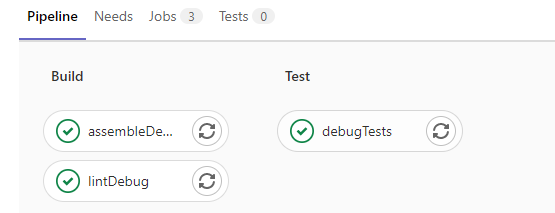 Pipeline Needs Jobs 3 Tests 0
Build Test
assembleDe... debugTests
lintDebug